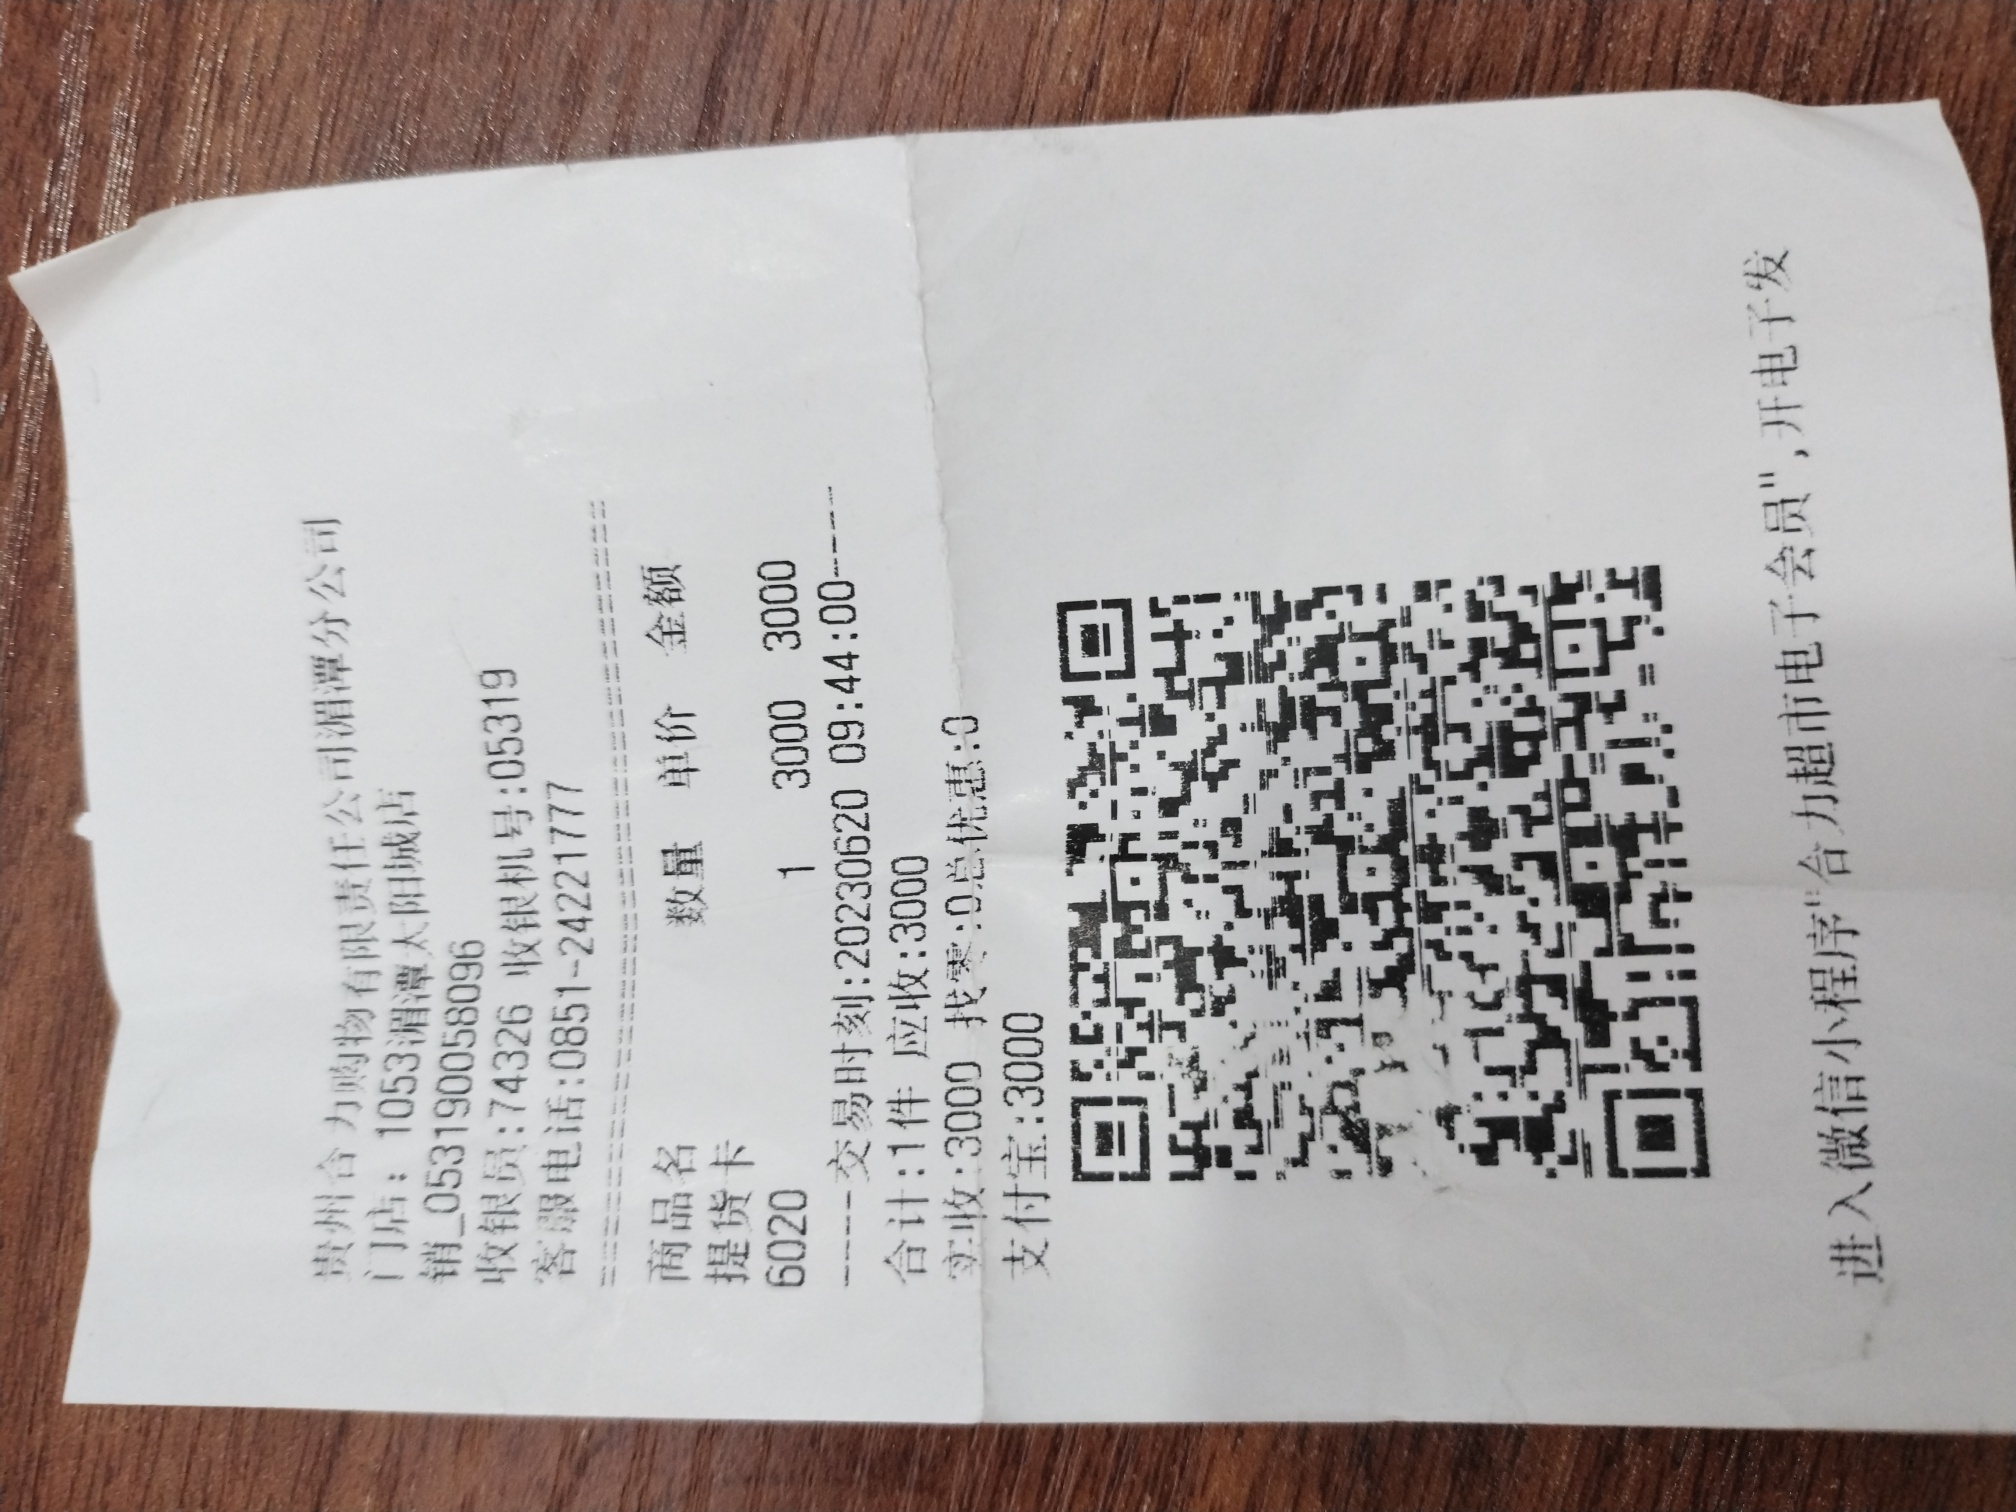 贵州合力购物有限责任公司湄潭分公司
门店: 1053湄潭太阳城店
销_0531900580096
收银员:74326 收银机号:05319
客服电话:0851-24221777
商品名 数量 单价 金额
提货卡
6020 1 3000 3000
----交易时刻:20230620 09:44:00----
合计:1件 应收:3000
实收:3000 找零:0总优惠:0
支付宝:3000
进入微信小程序"合力超市电子会员",开电子发